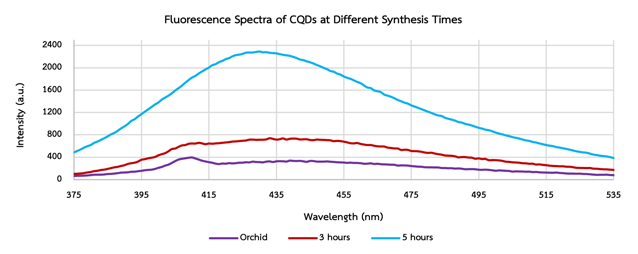 Fluorescence Spectra of CQDs at Different Synthesis Times
2400
2000
1600
1200
800
400
0
Intensity (a.u.)
375 395 415 435 455 475 495 515 535
Wavelength (nm)
Orchid 3 hours 5 hours